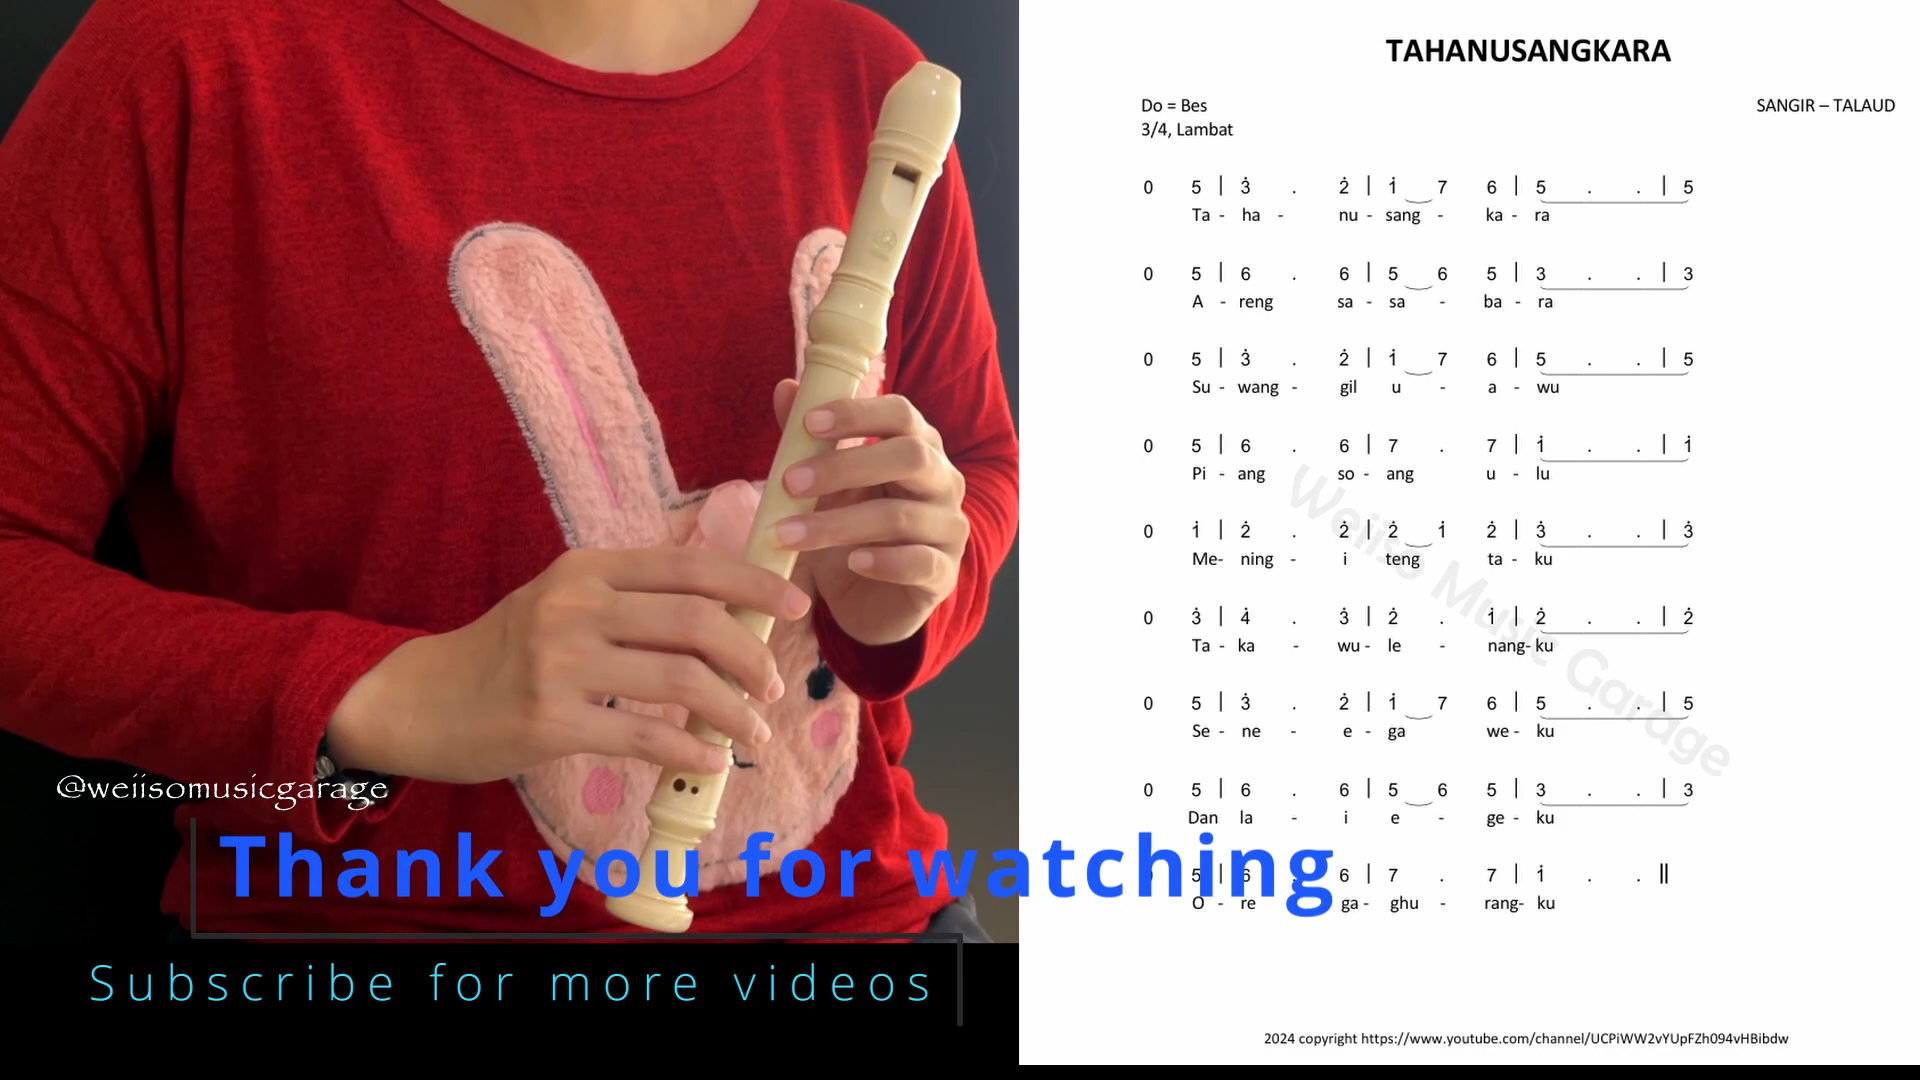 TAHANUSANGKARA
Do = Bes
SANGIR – TALAUD
3/4, Lambat
0 5 | 3̇ . 2̇ | 1̇ 7 6 | 5 . . | 5
Ta - ha - nu - sang - ka - ra
0 5 | 6 . 6 | 5 6 5 | 3 . . | 3
A - reng sa - sa - ba - ra
0 5 | 3̇ . 2̇ | 1̇ 7 6 | 5 . . | 5
Su - wang - gil u - a - wu
0 5 | 6 . 6 | 7 . 7 | 1̇ . . | 1̇
Pi - ang so - ang u - lu
0 1̇ | 2̇ . 2̇ | 2̇ 1̇ 2̇ | 3̇ . . | 3̇
Me- ning - i teng ta - ku
0 3̇ | 4̇ . 3̇ | 2̇ . 1̇ | 2̇ . . | 2̇
Ta - ka - wu - le - nang- ku
0 5 | 3̇ . 2̇ | 1̇ 7 6 | 5 . . | 5
Se - ne - e - ga we - ku
0 5 | 6 . 6 | 5 6 5 | 3 . . | 3
Dan la - i e - ge - ku
5 | 6 . 6 | 7 . 7 | 1̇ . . ||
O - re ga - ghu - rang- ku
Weiiso Music Garage
2024 copyright https://www.youtube.com/channel/UCPiWW2vYUpFZh094vHBibdw
@weiisomusicgarage
Thank you for watching
Subscribe for more videos